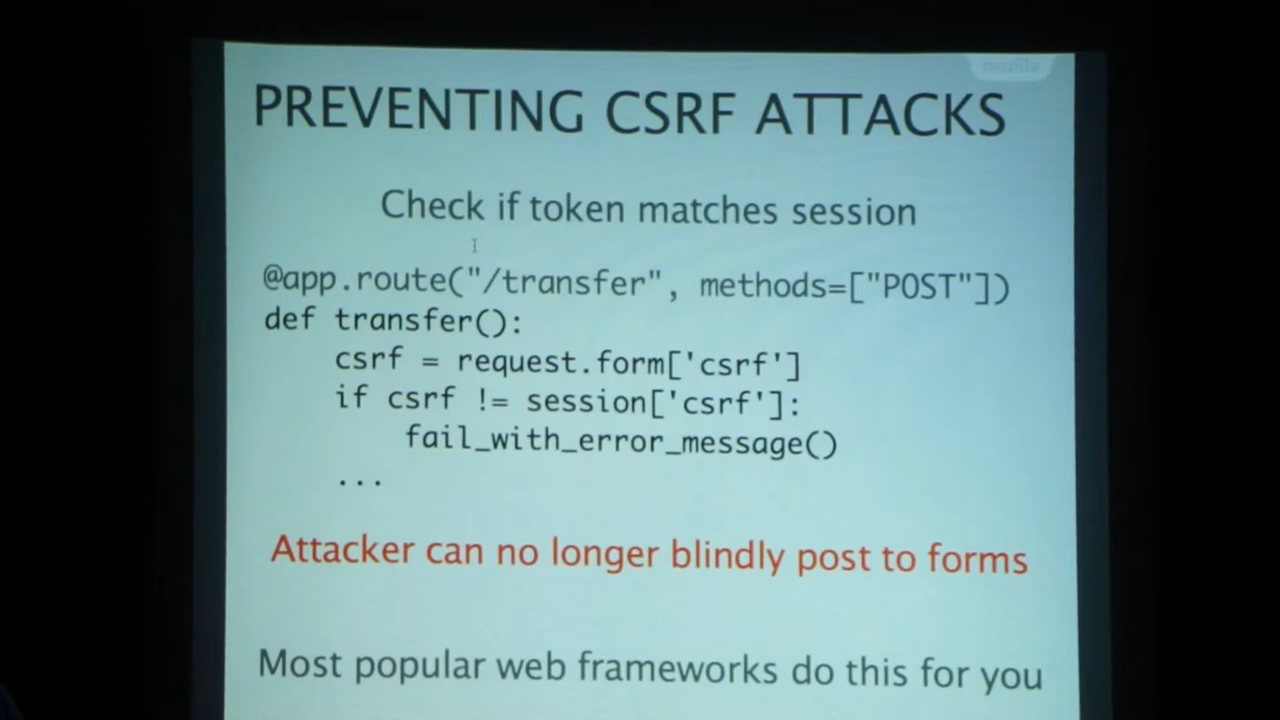 mozilla
PREVENTING CSRF ATTACKS
Check if token matches session
@app.route("/transfer", methods=["POST"])
def transfer():
    csrf = request.form['csrf']
    if csrf != session['csrf']:
        fail_with_error_message()
    ...
Attacker can no longer blindly post to forms
Most popular web frameworks do this for you